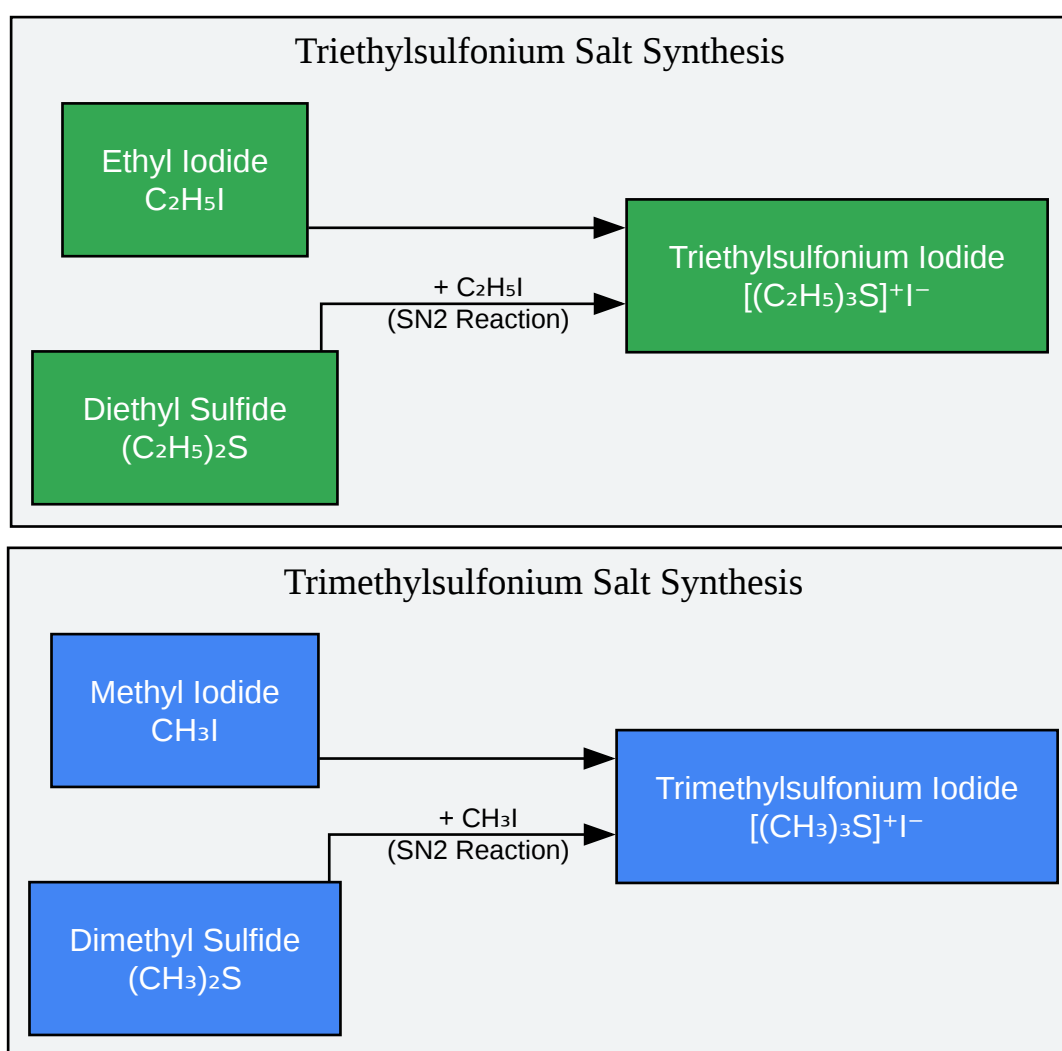 Triethylsulfonium Salt Synthesis
Ethyl Iodide
C₂H₅I
+ C₂H₅I
(SN2 Reaction)
Triethylsulfonium Iodide
[(C₂H₅)₃S]⁺I⁻
Diethyl Sulfide
(C₂H₅)₂S
Trimethylsulfonium Salt Synthesis
Methyl Iodide
CH₃I
+ CH₃I
(SN2 Reaction)
Trimethylsulfonium Iodide
[(CH₃)₃S]⁺I⁻
Dimethyl Sulfide
(CH₃)₂S